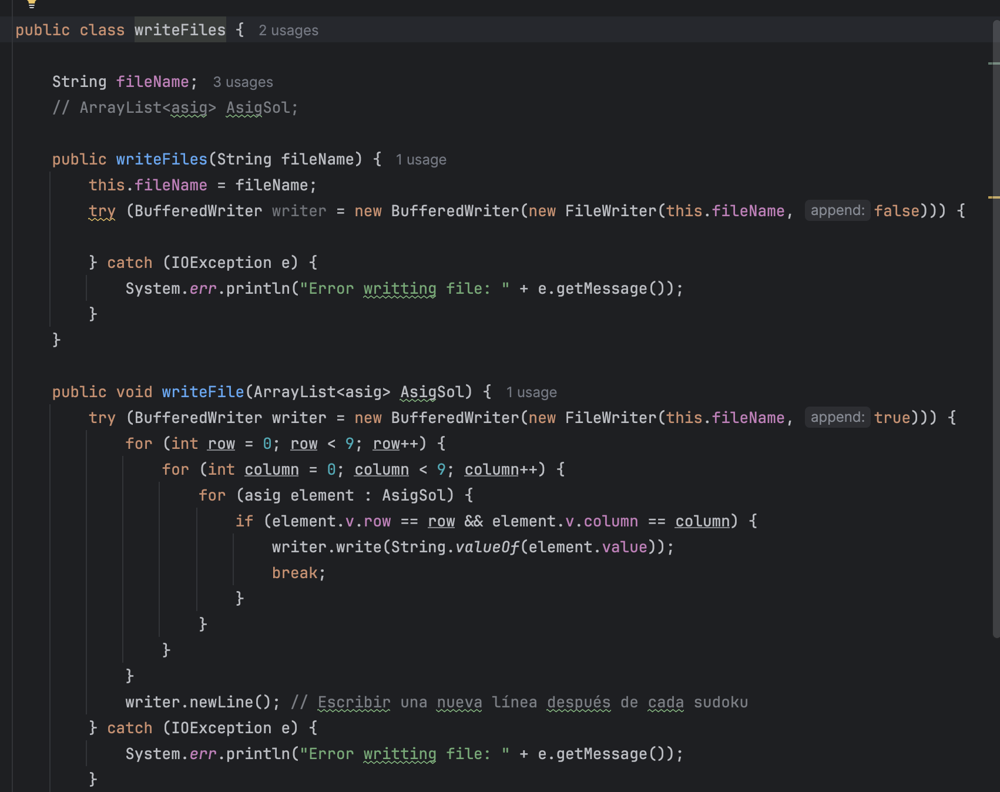 public class writeFiles { 2 usages
String fileName; 3 usages
// ArrayList<asig> AsigSol;
public writeFiles(String fileName) { 1 usage
this.fileName = fileName;
try (BufferedWriter writer = new BufferedWriter(new FileWriter(this.fileName, append: false))) {
} catch (IOException e) {
System.err.println("Error writting file: " + e.getMessage());
}
}
public void writeFile(ArrayList<asig> AsigSol) { 1 usage
try (BufferedWriter writer = new BufferedWriter(new FileWriter(this.fileName, append: true))) {
for (int row = 0; row < 9; row++) {
for (int column = 0; column < 9; column++) {
for (asig element : AsigSol) {
if (element.v.row == row && element.v.column == column) {
writer.write(String.valueOf(element.value));
break;
}
}
}
}
writer.newLine(); // Escribir una nueva línea después de cada sudoku
} catch (IOException e) {
System.err.println("Error writting file: " + e.getMessage());
}